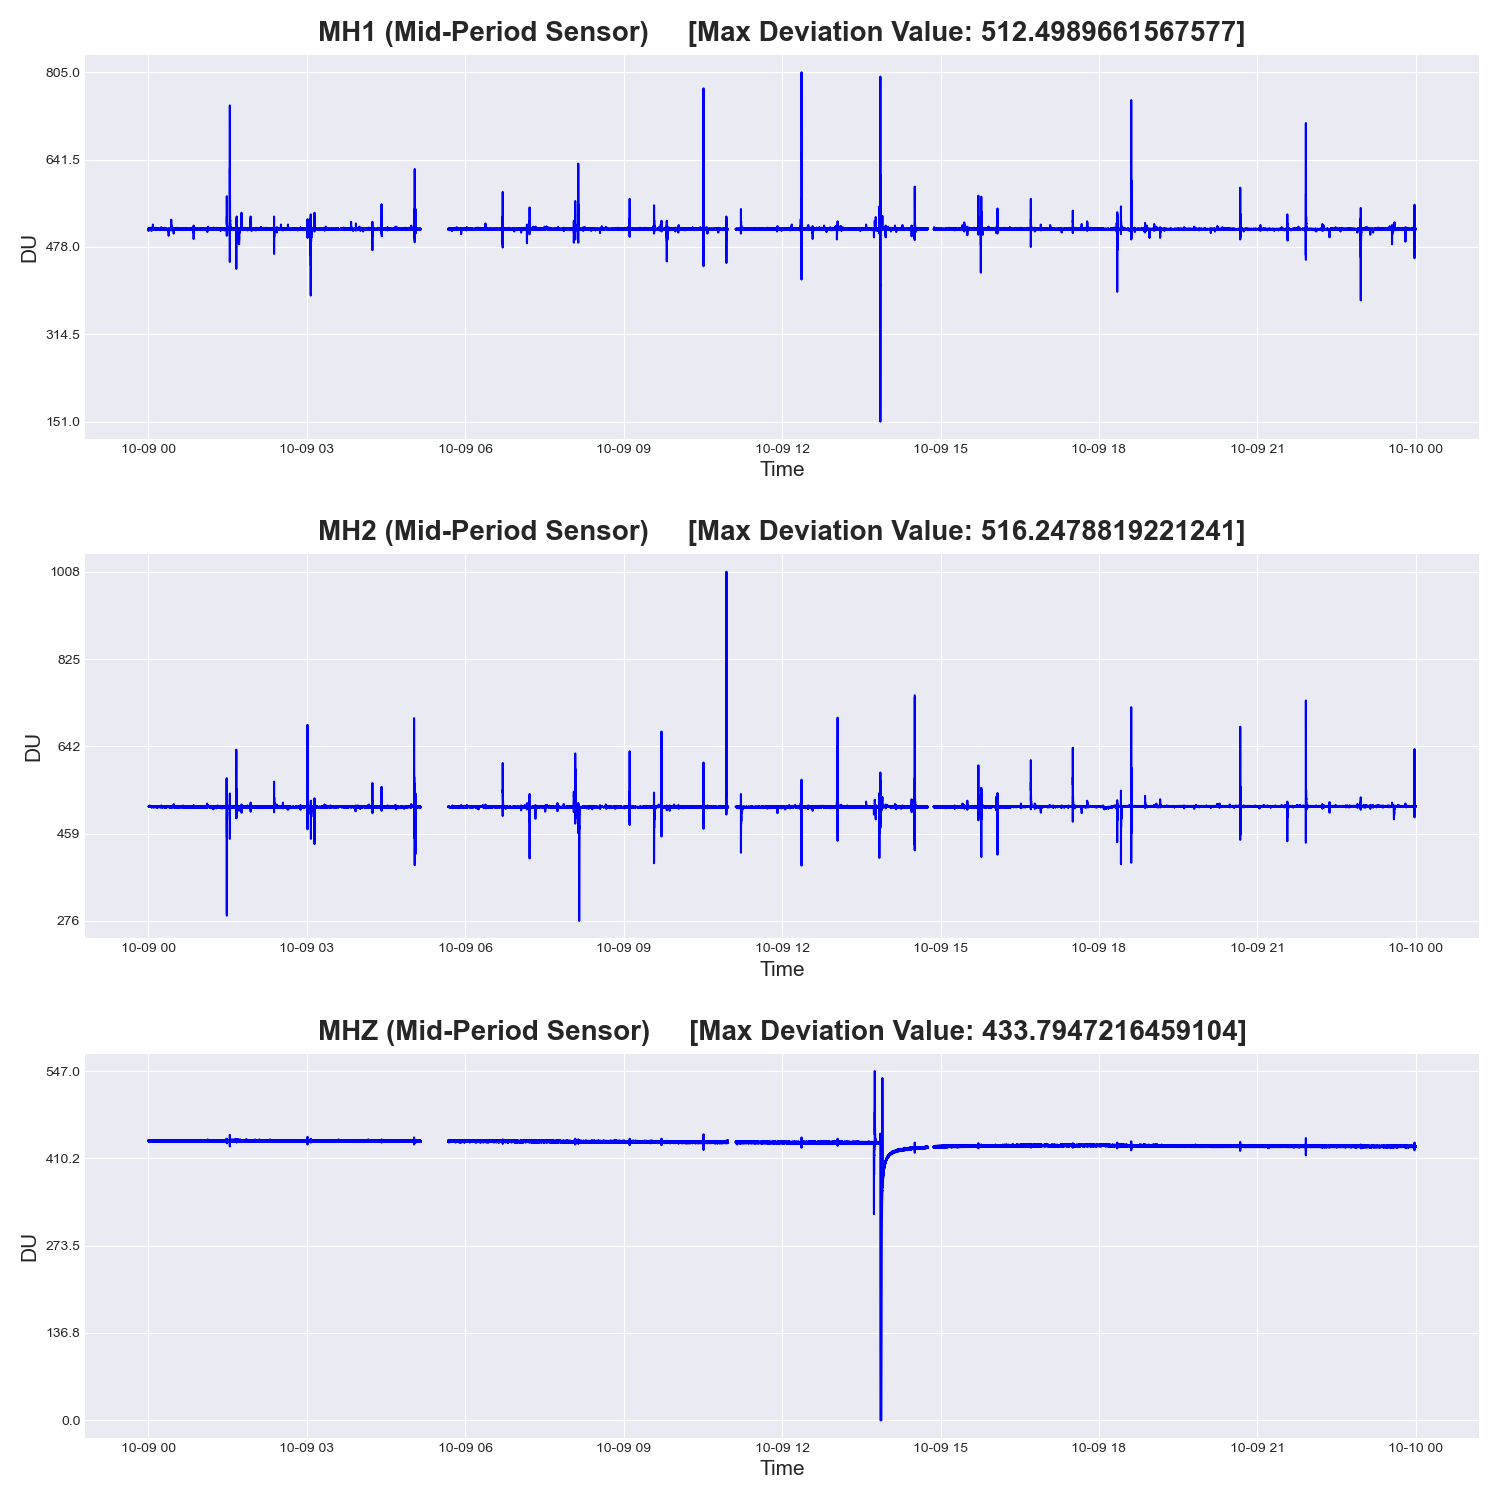 MH1 (Mid-Period Sensor) [Max Deviation Value: 512.4989661567577]
805.0
641.5
478.0
314.5
151.0
DU
10-09 00 10-09 03 10-09 06 10-09 09 10-09 12 10-09 15 10-09 18 10-09 21 10-10 00
Time
MH2 (Mid-Period Sensor) [Max Deviation Value: 516.2478819221241]
1008
825
642
459
276
DU
10-09 00 10-09 03 10-09 06 10-09 09 10-09 12 10-09 15 10-09 18 10-09 21 10-10 00
Time
MHZ (Mid-Period Sensor) [Max Deviation Value: 433.7947216459104]
547.0
410.2
273.5
136.8
0.0
DU
10-09 00 10-09 03 10-09 06 10-09 09 10-09 12 10-09 15 10-09 18 10-09 21 10-10 00
Time